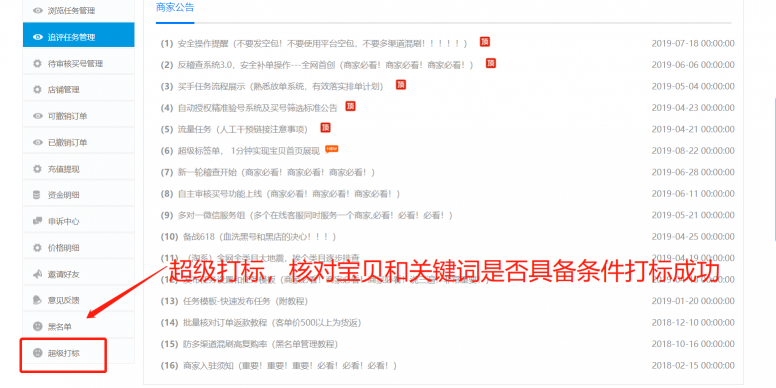 浏览任务管理
追评任务管理
待审核买号管理
店铺管理
可撤销订单
已撤销订单
充值提现
资金明细
申诉中心
价格明细
邀请好友
意见反馈
黑名单
超级打标
商家公告
(1) 安全操作提醒（不要发空包！不要使用平台空包，不要多渠道混刷！！！！！） 顶 2019-07-18 00:00:00
(2) 反稽查系统3.0，安全补单操作---全网首创（商家必看！商家必看！商家必看！） 顶 2019-06-06 00:00:00
(3) 买手任务流程展示（熟悉放单系统，有效落实排单计划） 顶 2019-05-04 00:00:00
(4) 自动授权精准验号系统及买号筛选标准公告 顶 2019-04-23 00:00:00
(5) 流量任务（人工干预链接注意事项） 顶 2019-04-21 00:00:00
(6) 超级标签单，1分钟实现宝贝首页展现 2019-08-22 00:00:00
(7) 新一轮稽查开始（商家必看！商家必看！商家必看！） 2019-06-28 00:00:00
(8) 自主审核买号功能上线（商家必看！商家必看！商家必看！） 2019-06-11 00:00:00
(9) 多对一微信服务组（多个在线客服同时服务一个商家,必看！必看！必看！） 2019-05-21 00:00:00
(10) 备战618（血洗黑号和黑店的决心！！！） 2019-04-25 00:00:00
(11) （淘系）全网全类目大地震，挨个类目逐步稽查 2019-04-19 00:00:00
超级打标，核对宝贝和关键词是否具备条件打标成功
(13) 任务模板-快速发布任务（附教程） 2019-01-20 00:00:00
(14) 批量核对订单返款教程（客单价500以上为货返） 2018-12-10 00:00:00
(15) 防多渠道混刷高复购率（黑名单管理教程） 2018-10-16 00:00:00
(16) 商家入驻须知（重要！重要！重要！必看！必看！必看！） 2018-02-15 00:00:00